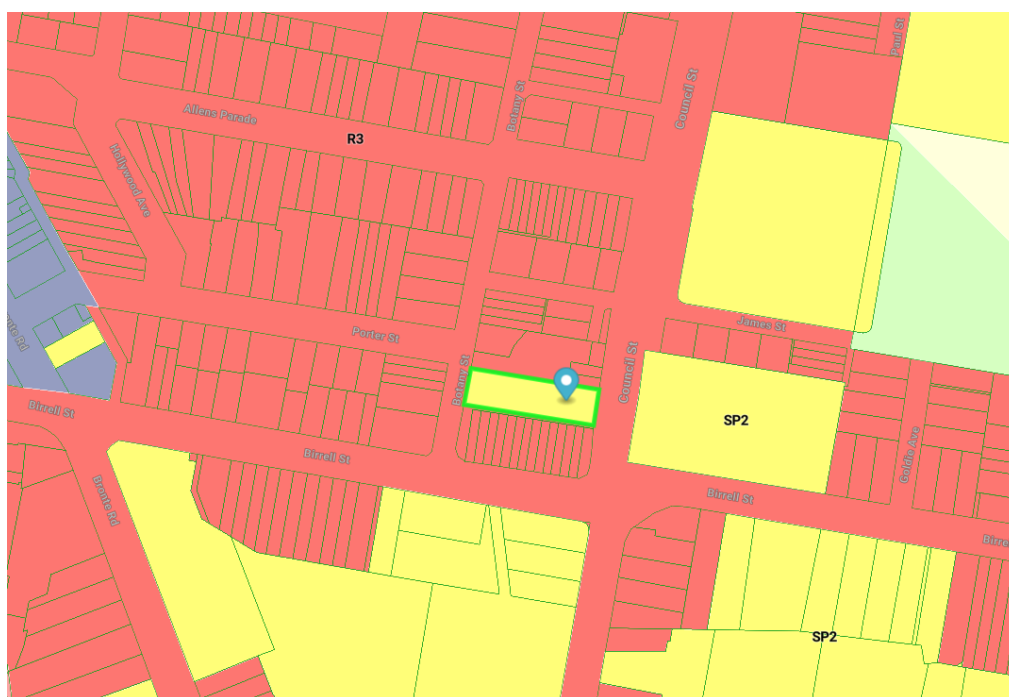 Paul St
Council St
Botany St
Allens Parade
R3
Hollywood Ave
James St
Porter St
Council St
Botany St
SP2
Birrell St
Goldie Ave
Birrell St
Bronte Rd
Birrell St
SP2